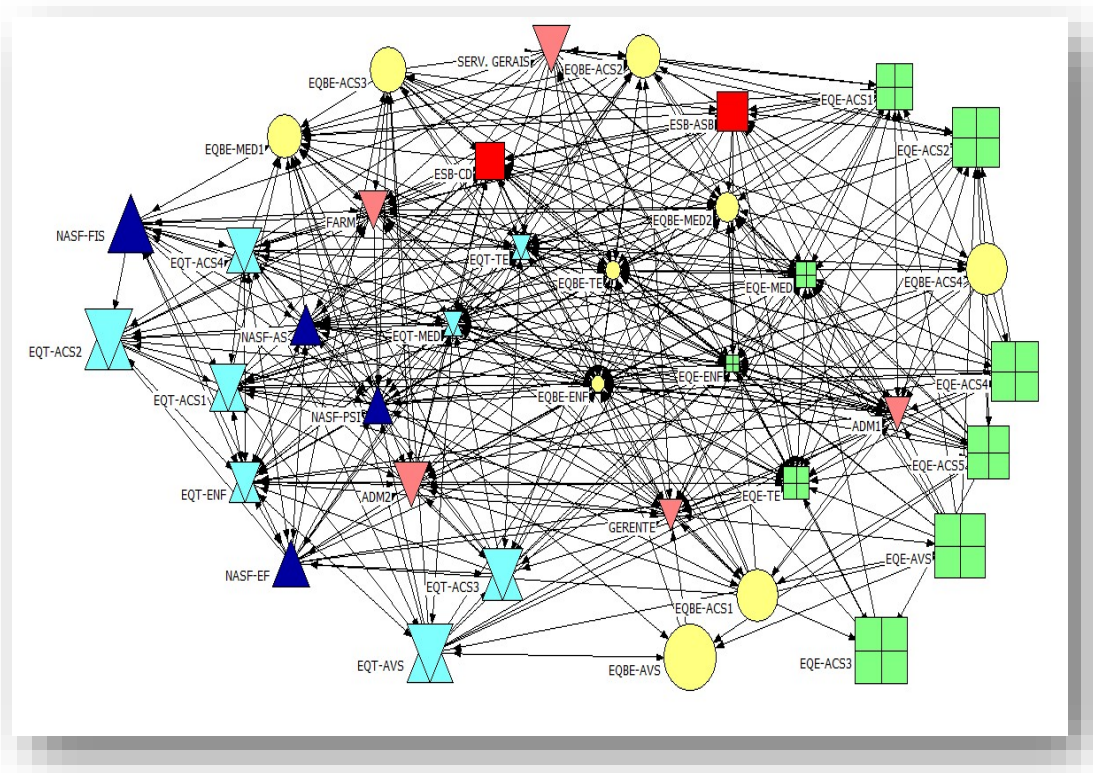 SERV. GERAIS
EQBE-ACS2
EQBE-ACS3
EQE-ACS1
ESB-ASB
EQBE-MED1
EQE-ACS2
ESB-CD
FARM
EQBE-MED2
NASF-FIS
EQT-ACS4
EQT-TE
EQBE-TE
EQE-MED
EQBE-ACS4
NASF-AS
EQT-MED
EQT-ACS2
EQE-ENF
EQE-ACS4
EQT-ACS1
EQBE-ENF
NASF-PSI
ADM1
EQE-ACS5
EQT-ENF
ADM2
EQE-TE
GERENTE
EQE-AVS
NASF-EF
EQT-ACS3
EQBE-ACS1
EQT-AVS
EQBE-AVS
EQE-ACS3